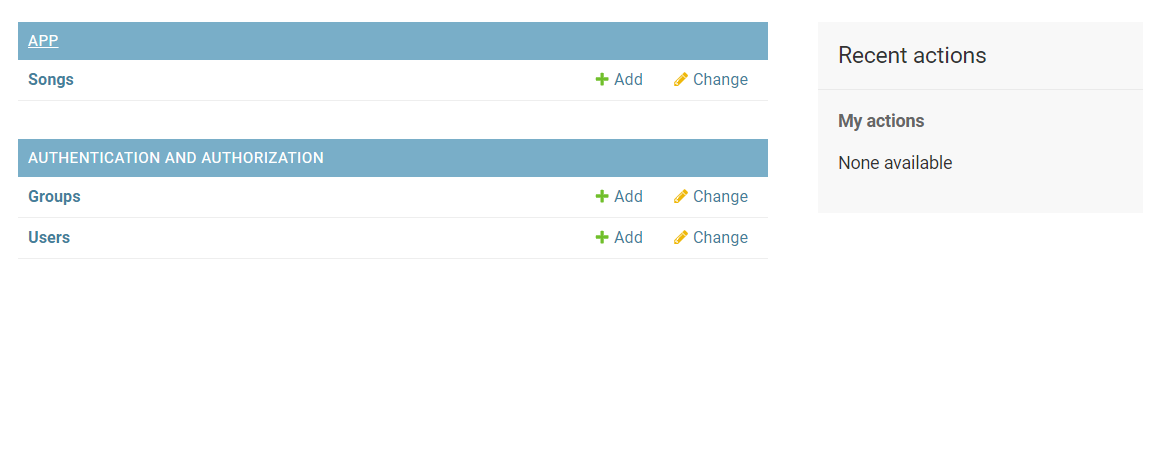 APP
Songs Add Change
AUTHENTICATION AND AUTHORIZATION
Groups Add Change
Users Add Change
Recent actions
My actions
None available